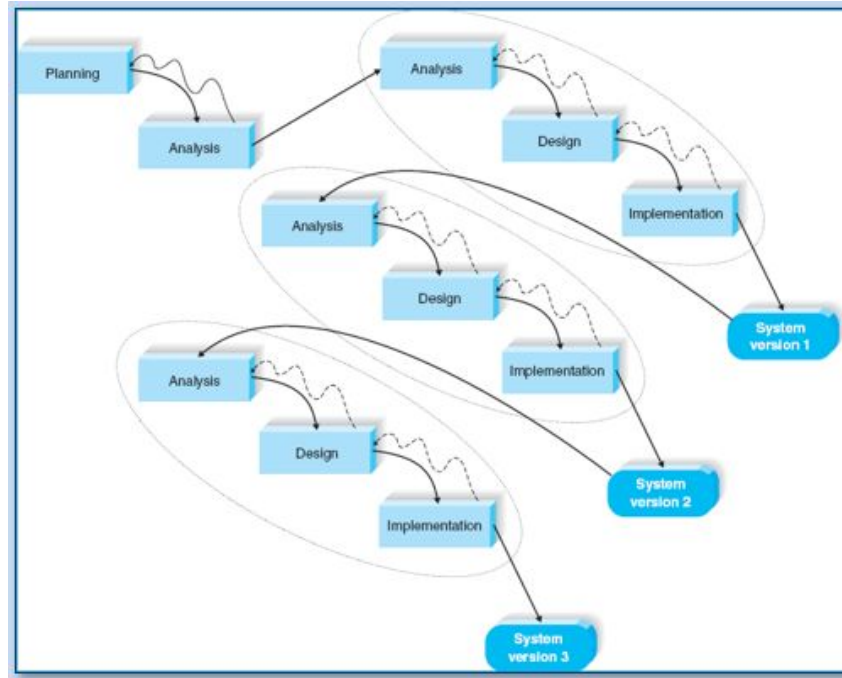 Planning
Analysis
Analysis
Design
Implementation
System
version 1
Analysis
Design
Implementation
System
version 2
Analysis
Design
Implementation
System
version 3